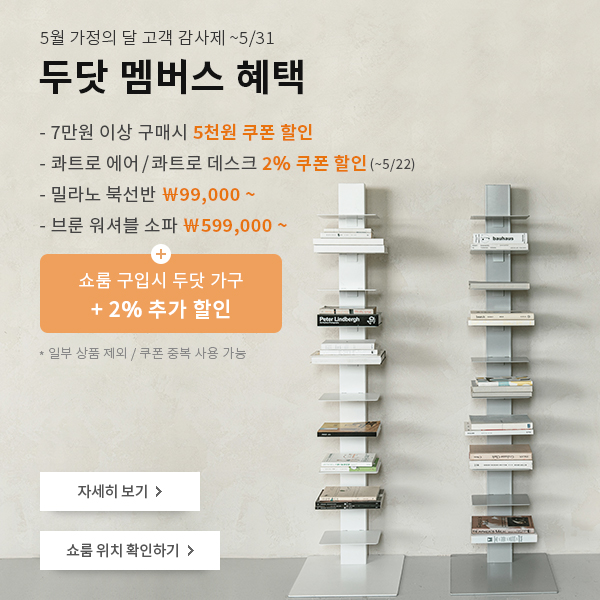 5월 가정의 달 고객 감사제 ~5/31
두닷 멤버스 혜택
- 7만원 이상 구매시 5천원 쿠폰 할인
- 콰트로 에어/콰트로 데스크 2% 쿠폰 할인 (~5/22)
- 밀라노 북선반 ₩99,000 ~
- 브룬 워셔블 소파 ₩599,000 ~
+
쇼룸 구입시 두닷 가구
+ 2% 추가 할인
* 일부 상품 제외 / 쿠폰 중복 사용 가능
bauhaus
Peter Lindbergh
자세히 보기 >
쇼룸 위치 확인하기 >